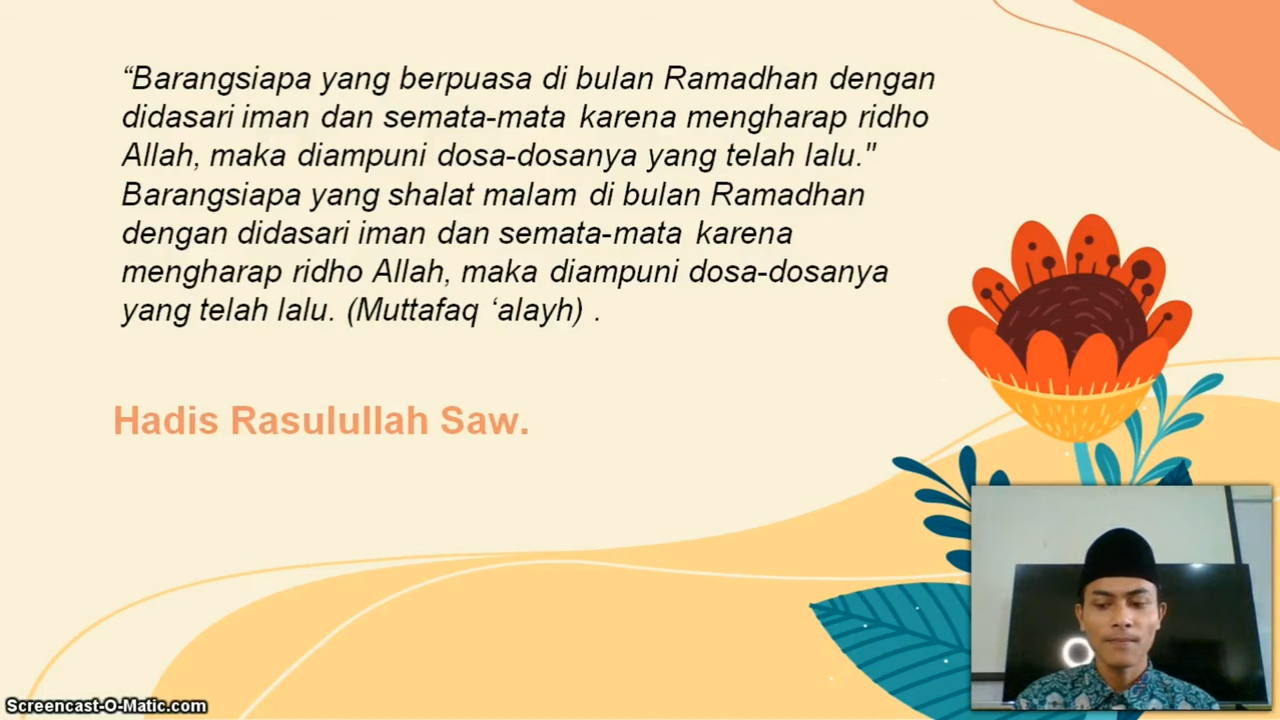 “Barangsiapa yang berpuasa di bulan Ramadhan dengan
didasari iman dan semata-mata karena mengharap ridho
Allah, maka diampuni dosa-dosanya yang telah lalu."
Barangsiapa yang shalat malam di bulan Ramadhan
dengan didasari iman dan semata-mata karena
mengharap ridho Allah, maka diampuni dosa-dosanya
yang telah lalu. (Muttafaq ‘alayh) .
Hadis Rasulullah Saw.
Screencast-O-Matic.com